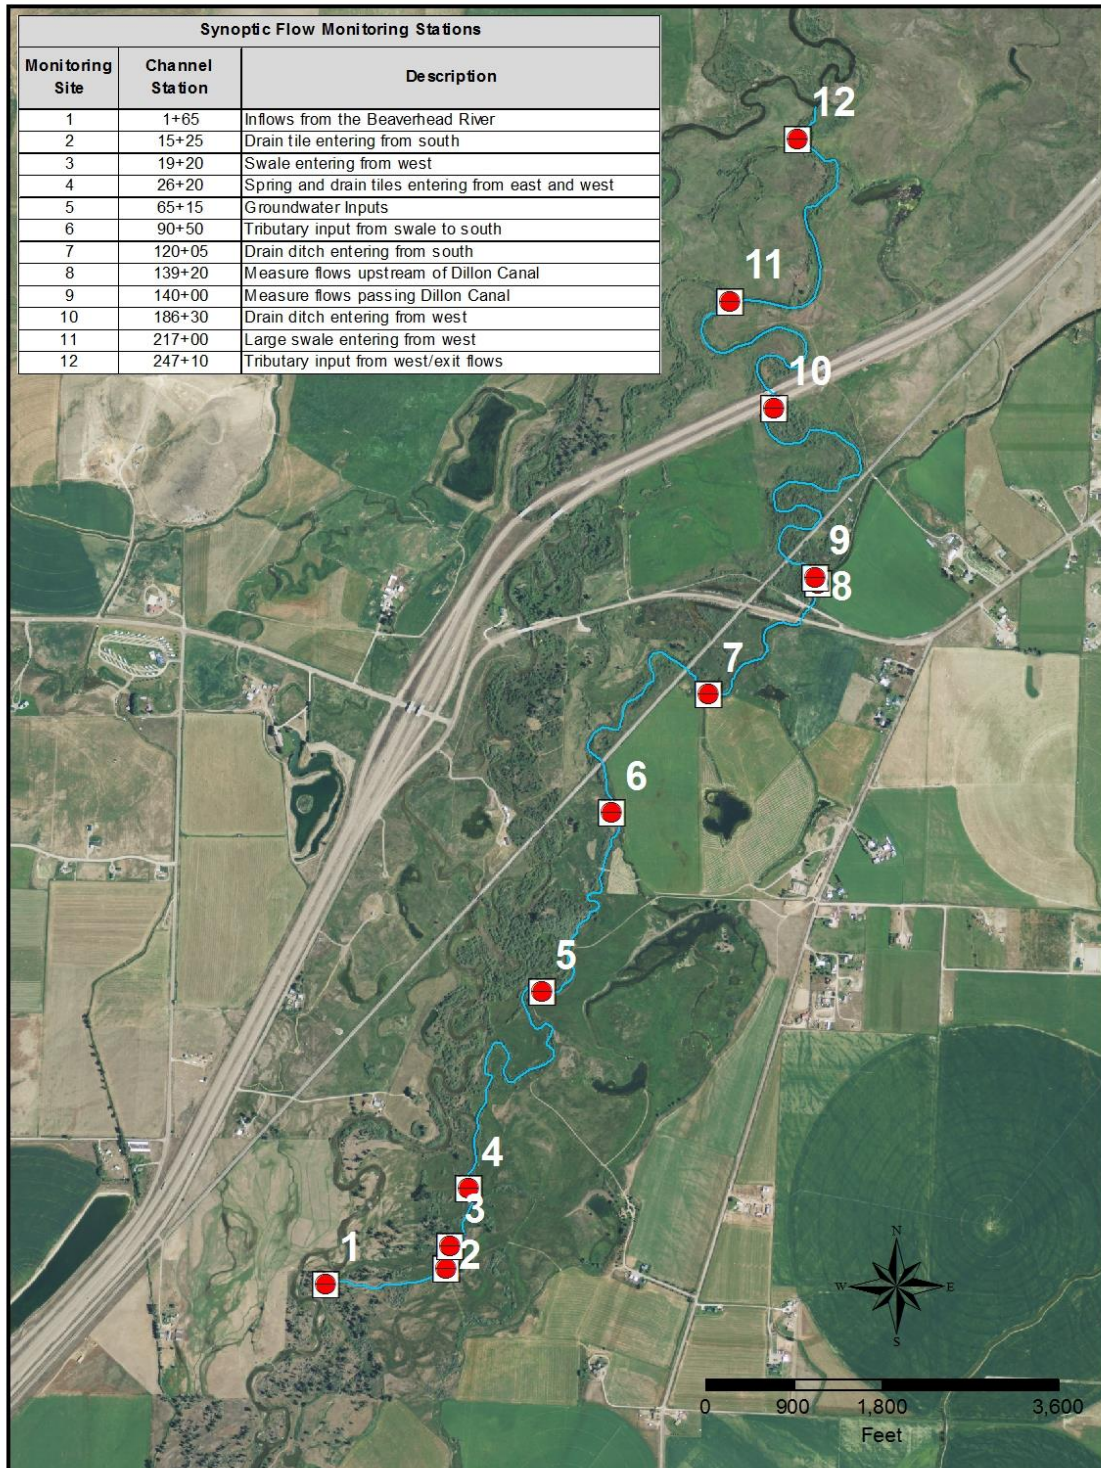 Synoptic Flow Monitoring Stations
Monitoring Site Channel Station Description
1 1+65 Inflows from the Beaverhead River
2 15+25 Drain tile entering from south
3 19+20 Swale entering from west
4 26+20 Spring and drain tiles entering from east and west
5 65+15 Groundwater Inputs
6 90+50 Tributary input from swale to south
7 120+05 Drain ditch entering from south
8 139+20 Measure flows upstream of Dillon Canal
9 140+00 Measure flows passing Dillon Canal
10 186+30 Drain ditch entering from west
11 217+00 Large swale entering from west
12 247+10 Tributary input from west/exit flows
12
11
10
9
8
7
6
5
4
3
2
1
N
W E
S
0 900 1,800 3,600
Feet